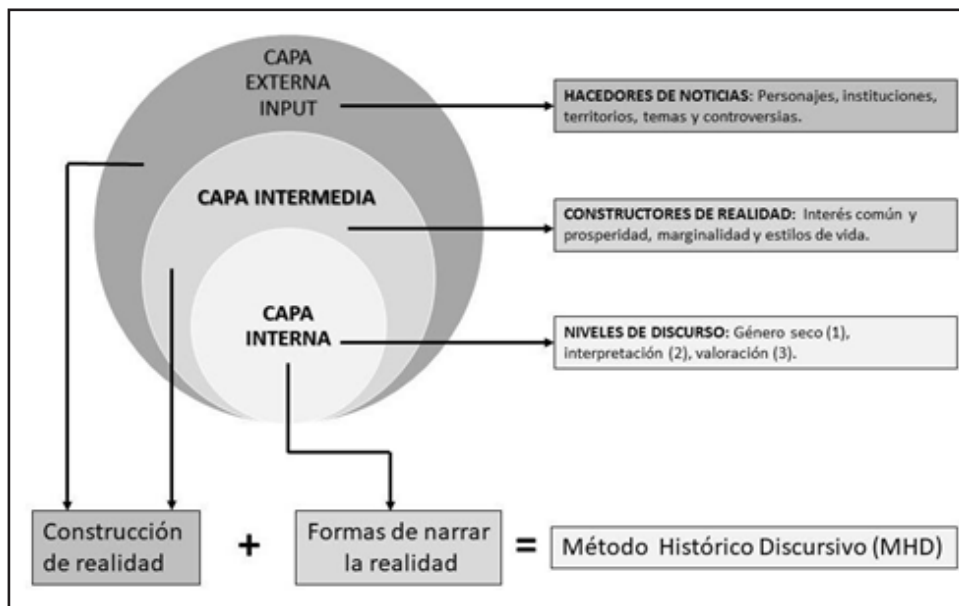 CAPA
EXTERNA
INPUT
HACEDORES DE NOTICIAS: Personajes, instituciones,
territorios, temas y controversias.
CAPA INTERMEDIA
CONSTRUCTORES DE REALIDAD: Interés común y
prosperidad, marginalidad y estilos de vida.
CAPA
INTERNA
NIVELES DE DISCURSO: Género seco (1),
interpretación (2), valoración (3).
Construcción
de realidad
+
Formas de narrar
la realidad
=
Método Histórico Discursivo (MHD)